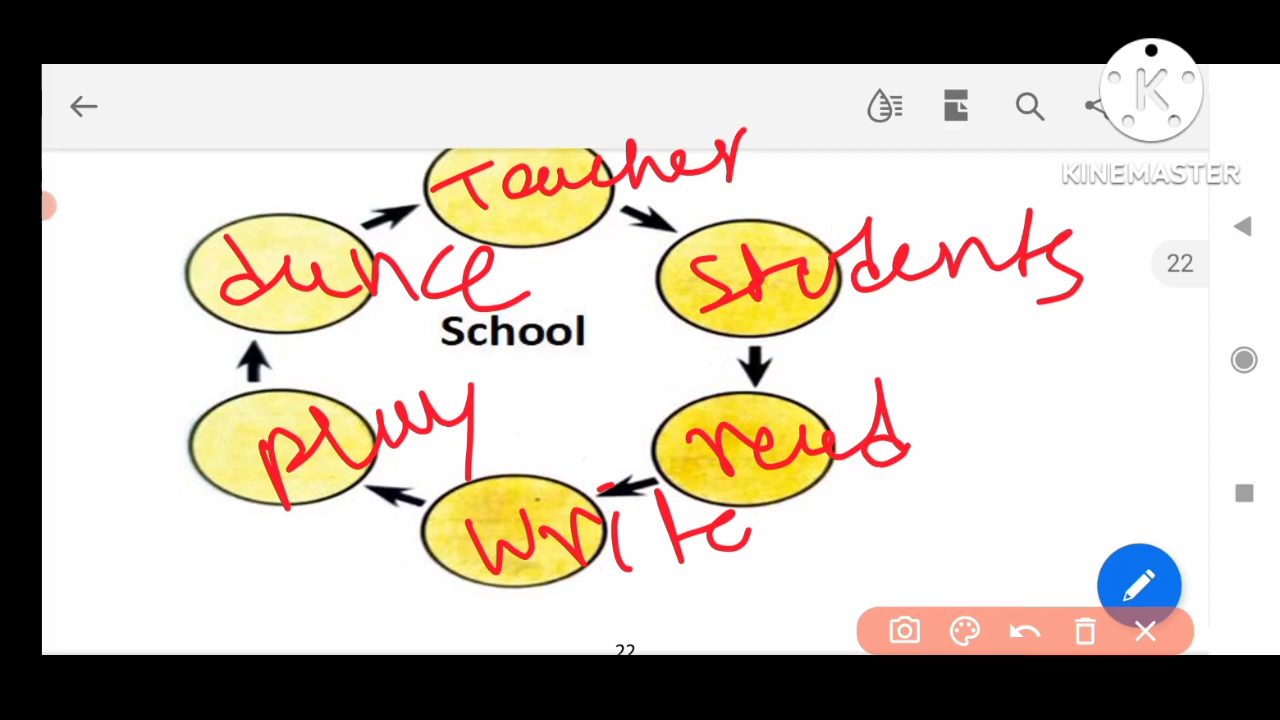 KINEMASTER
Teacher
students
dance
22
School
play
read
write
22